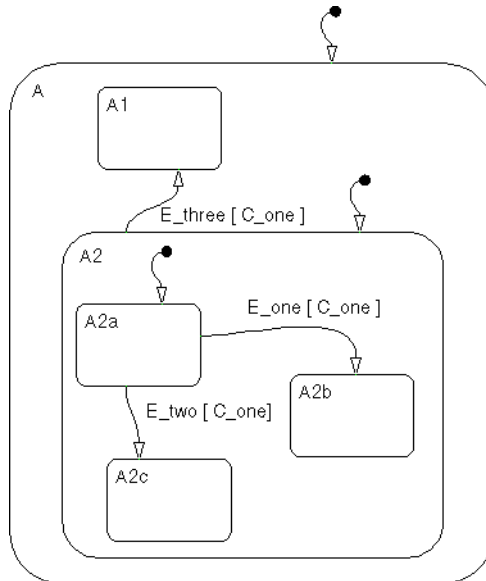 A
A1
E_three [ C_one ]
A2
E_one [ C_one ]
A2a
A2b
E_two [ C_one]
A2c